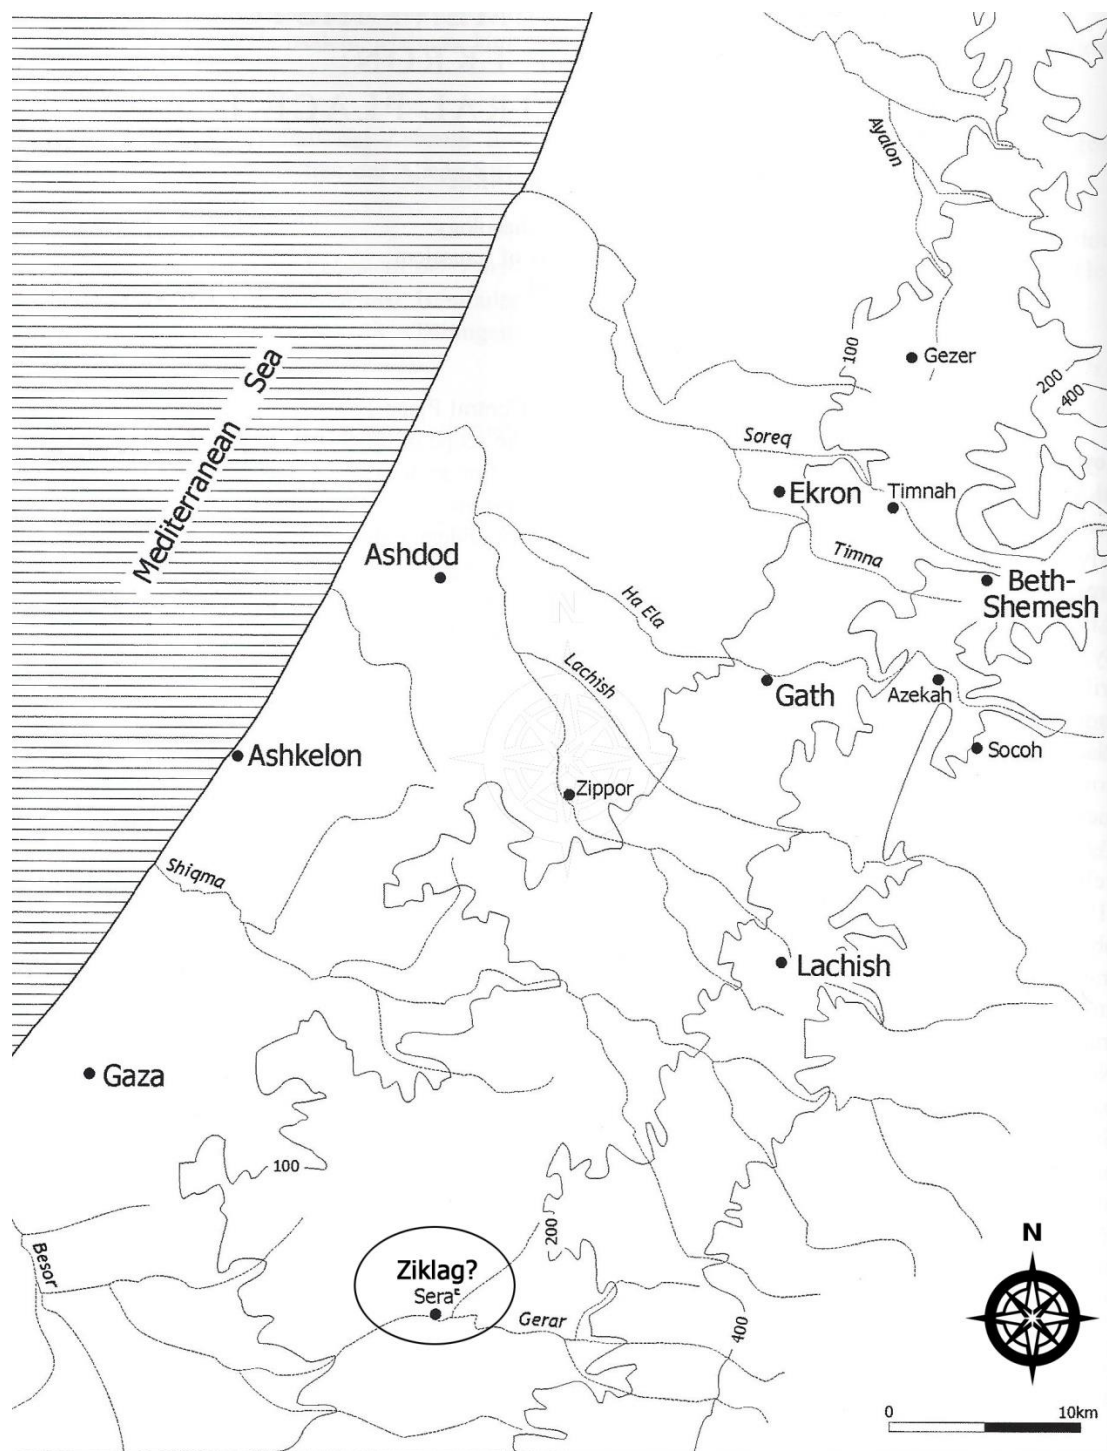 Ayalon
100
Gezer
200
400
Mediterranean Sea
Soreq
Ekron
Timnah
Timna
Ashdod
Beth-
Shemesh
Ha Ela
Lachish
Gath
Azekah
Ashkelon
Socoh
Zippor
Shiqma
Lachish
Gaza
100
200
Besor
Ziklag?
Seraᶜ
Gerar
400
N
0 10km
N